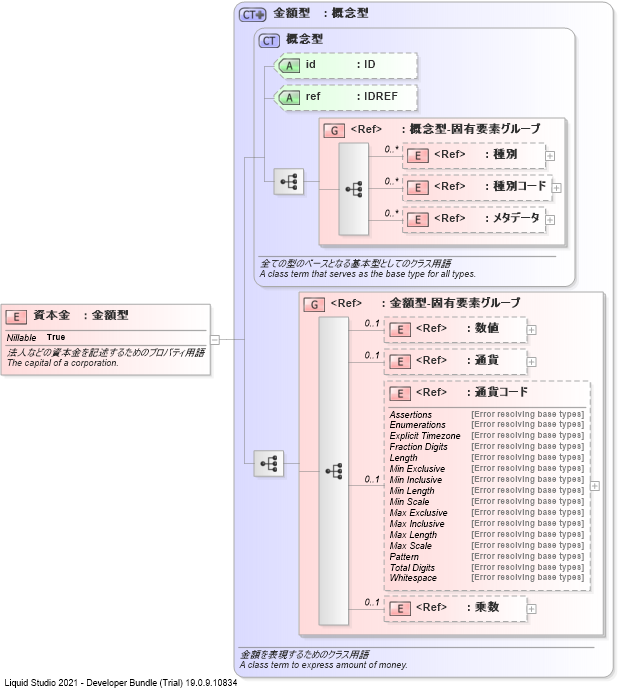 CT 金額型 : 概念型
CT 概念型
A id : ID
A ref : IDREF
G <Ref> : 概念型-固有要素グループ
0..* E <Ref> : 種別
0..* E <Ref> : 種別コード
0..* E <Ref> : メタデータ
全ての型のベースとなる基本型としてのクラス用語
A class term that serves as the base type for all types.
E 資本金 : 金額型
Nillable True
法人などの資本金を記述するためのプロパティ用語
The capital of a corporation.
G <Ref> : 金額型-固有要素グループ
0..1 E <Ref> : 数値
0..1 E <Ref> : 通貨
0..1 E <Ref> : 通貨コード
Assertions [Error resolving base types]
Enumerations [Error resolving base types]
Explicit Timezone [Error resolving base types]
Fraction Digits [Error resolving base types]
Length [Error resolving base types]
Min Exclusive [Error resolving base types]
Min Inclusive [Error resolving base types]
Min Length [Error resolving base types]
Min Scale [Error resolving base types]
Max Exclusive [Error resolving base types]
Max Inclusive [Error resolving base types]
Max Length [Error resolving base types]
Max Scale [Error resolving base types]
Pattern [Error resolving base types]
Total Digits [Error resolving base types]
Whitespace [Error resolving base types]
0..1 E <Ref> : 乗数
金額を表現するためのクラス用語
A class term to express amount of money.
Liquid Studio 2021 - Developer Bundle (Trial) 19.0.9.10834